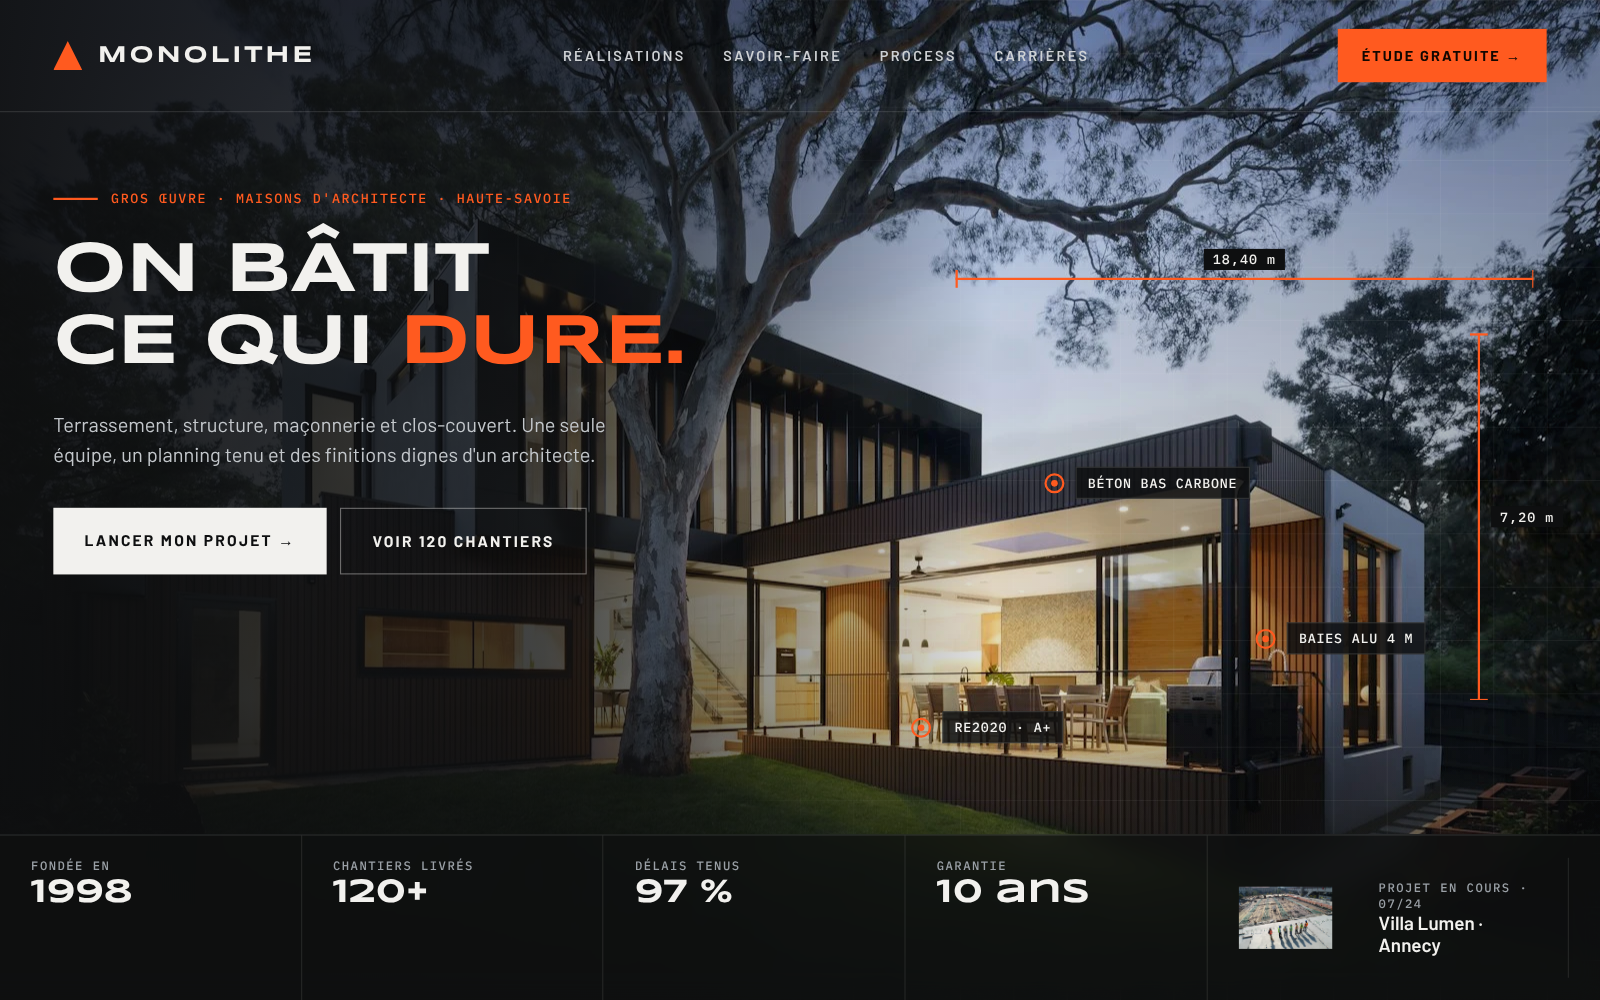 MONOLITHE
RÉALISATIONS
SAVOIR-FAIRE
PROCESS
CARRIÈRES
ÉTUDE GRATUITE →
GROS ŒUVRE · MAISONS D'ARCHITECTE · HAUTE-SAVOIE
ON BÂTIT
CE QUI DURE.
Terrassement, structure, maçonnerie et clos-couvert. Une seule
équipe, un planning tenu et des finitions dignes d'un architecte.
LANCER MON PROJET →
VOIR 120 CHANTIERS
18,40 m
7,20 m
BÉTON BAS CARBONE
BAIES ALU 4 M
RE2020 · A+
FONDÉE EN
1998
CHANTIERS LIVRÉS
120+
DÉLAIS TENUS
97 %
GARANTIE
10 ans
PROJET EN COURS ·
07/24
Villa Lumen ·
Annecy